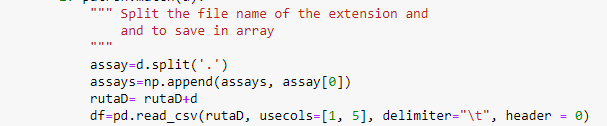 """ Split the file name of the extension and
and to save in array
"""
assay=d.split('.')
assays=np.append(assays, assay[0])
rutaD= rutaD+d
df=pd.read_csv(rutaD, usecols=[1, 5], delimiter="\t", header = 0)